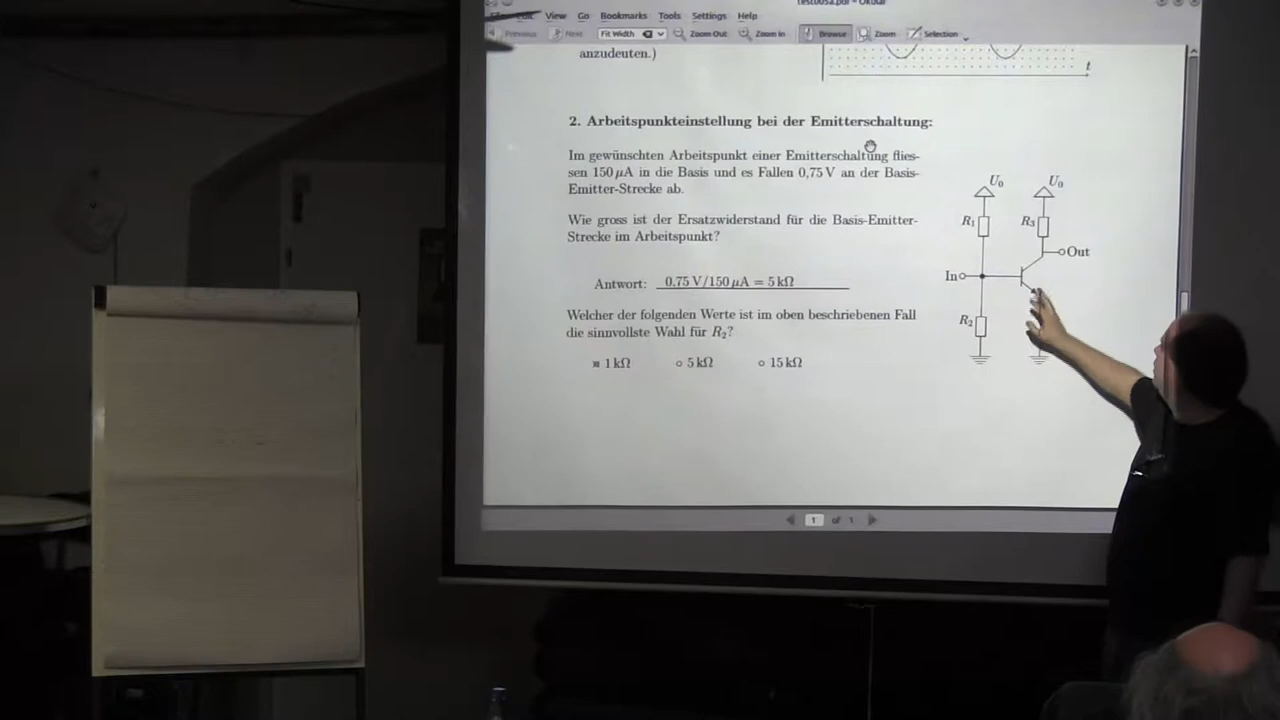 test005a.pdf – Okular
View Go Bookmarks Tools Settings Help
Previous Next Fit Width Zoom Out Zoom In Browse Zoom Selection
anzudeuten.)
t
2. Arbeitspunkteinstellung bei der Emitterschaltung:
Im gewünschten Arbeitspunkt einer Emitterschaltung flies-
sen 150 μA in die Basis und es Fallen 0,75 V an der Basis-
Emitter-Strecke ab.
Wie gross ist der Ersatzwiderstand für die Basis-Emitter-
Strecke im Arbeitspunkt?
Antwort: 0,75 V/150 μA = 5 kΩ
Welcher der folgenden Werte ist im oben beschriebenen Fall
die sinnvollste Wahl für R₂?
1 kΩ 5 kΩ 15 kΩ
U₀ U₀
R₁ R₃
Out
In
R₂
1 of 1